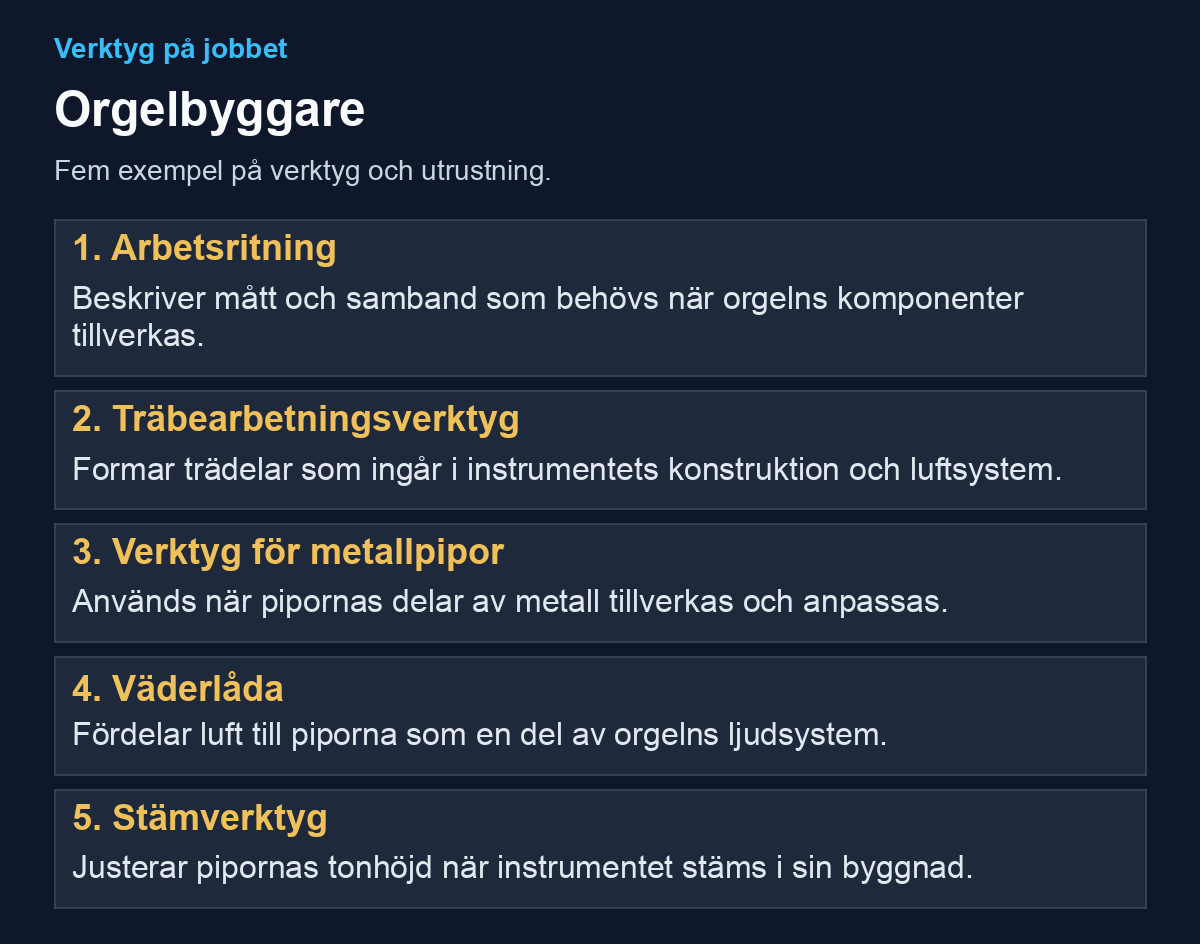 Verktyg på jobbet
Orgelbyggare
Fem exempel på verktyg och utrustning.
1. Arbetsritning
Beskriver mått och samband som behövs när orgelns komponenter
tillverkas.
2. Träbearbetningsverktyg
Formar trädelar som ingår i instrumentets konstruktion och luftsystem.
3. Verktyg för metallpipor
Används när pipornas delar av metall tillverkas och anpassas.
4. Väderlåda
Fördelar luft till piporna som en del av orgelns ljudsystem.
5. Stämverktyg
Justerar pipornas tonhöjd när instrumentet stäms i sin byggnad.